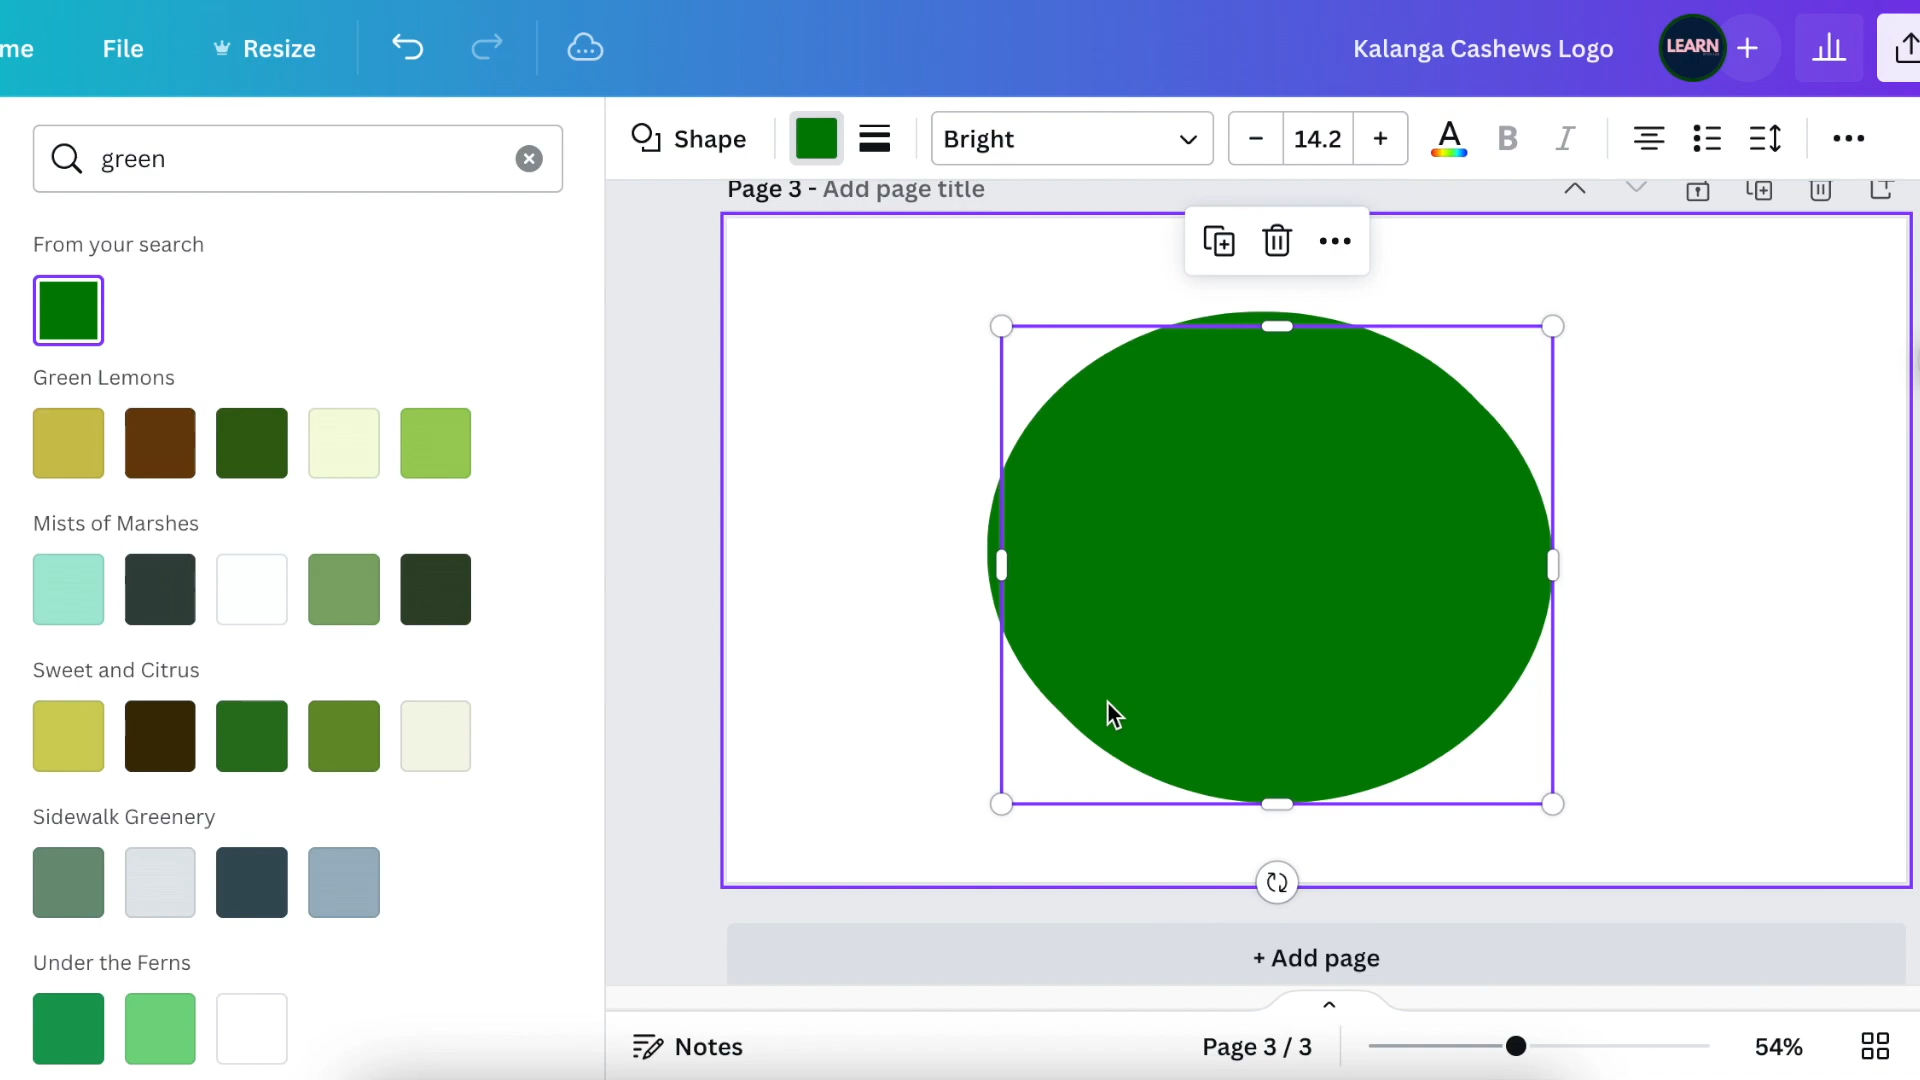 me File Resize Kalanga Cashews Logo LEARN
green
Shape Bright 14.2 A B I
Page 3 - Add page title
From your search
Green Lemons
Mists of Marshes
Sweet and Citrus
Sidewalk Greenery
Under the Ferns
+ Add page
Notes Page 3 / 3 54%